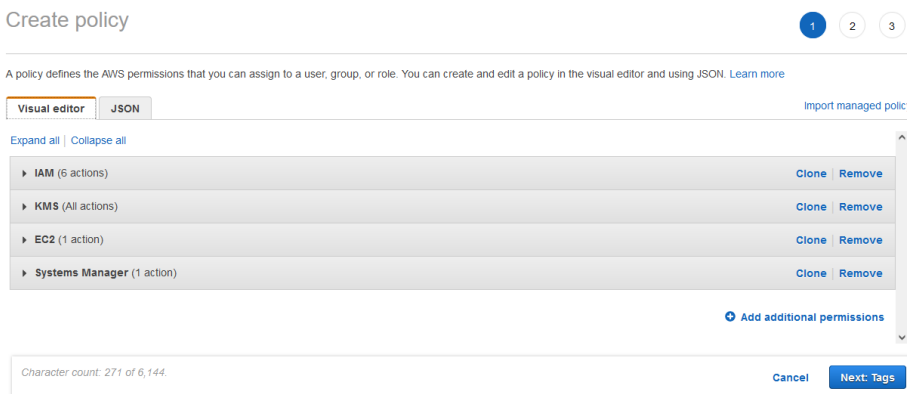 Create policy
1 2 3
A policy defines the AWS permissions that you can assign to a user, group, or role. You can create and edit a policy in the visual editor and using JSON. Learn more
Visual editor JSON Import managed polic
Expand all | Collapse all
IAM (6 actions) Clone | Remove
KMS (All actions) Clone | Remove
EC2 (1 action) Clone | Remove
Systems Manager (1 action) Clone | Remove
Add additional permissions
Character count: 271 of 6,144. Cancel Next: Tags